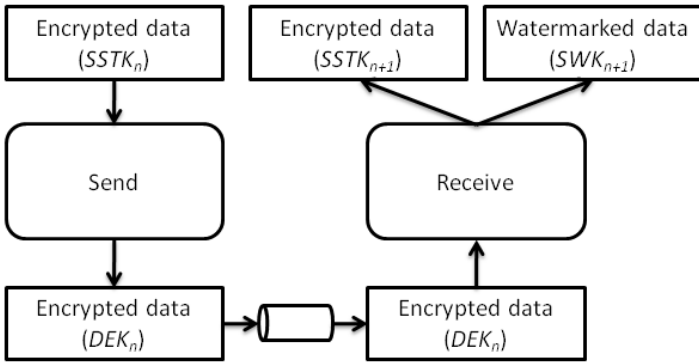 Encrypted data
(SSTKn)
Encrypted data
(SSTKn+1)
Watermarked data
(SWKn+1)
Send
Receive
Encrypted data
(DEKn)
Encrypted data
(DEKn)